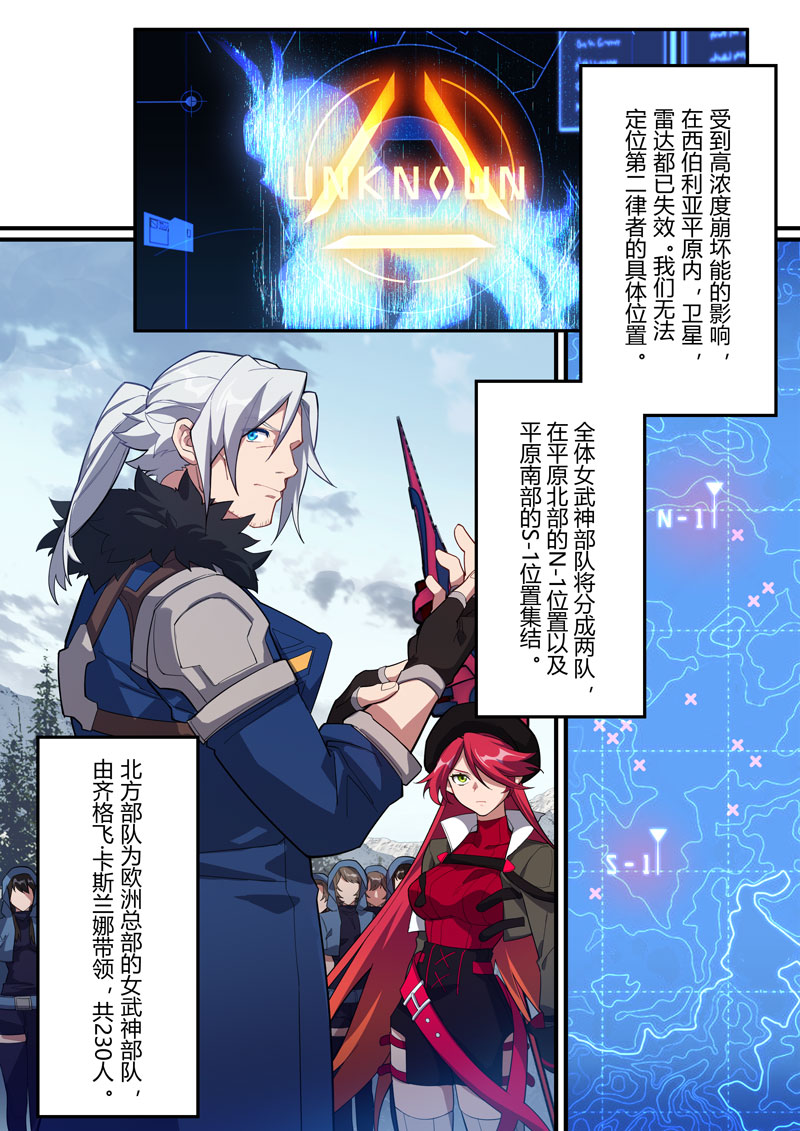 UNKNOWN
受到高浓度崩坏能的影响，
在西伯利亚平原内，卫星，
雷达都已失效。我们无法
定位第二律者的具体位置。
全体女武神部队将分成两队，
在平原北部的N-1位置以及
平原南部的S-1位置集结。
N-1
S-1
北方部队为欧洲总部的女武神部队，
由齐格飞·卡斯兰娜带领，共230人。